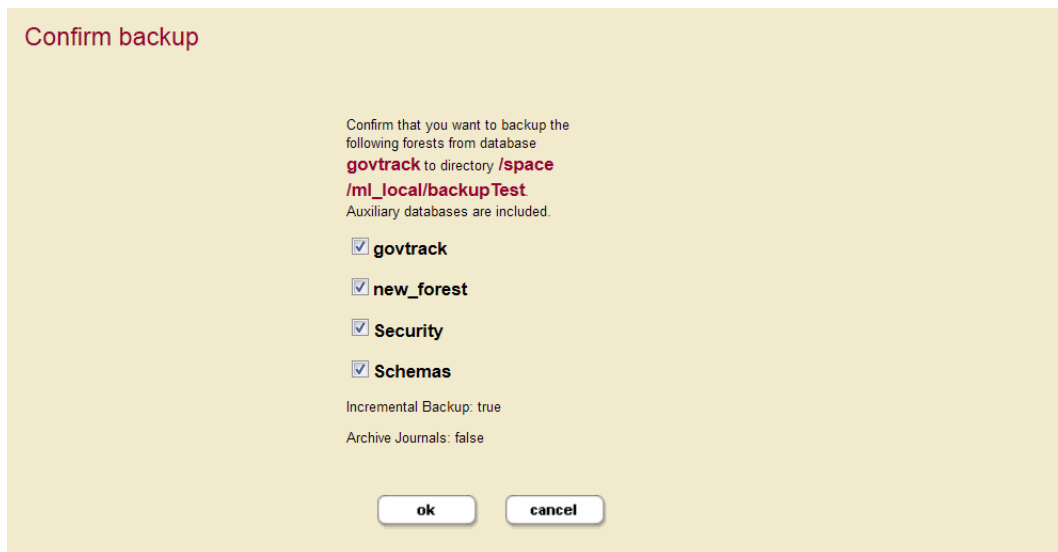 Confirm backup
Confirm that you want to backup the
following forests from database
govtrack to directory /space
/ml_local/backupTest.
Auxiliary databases are included.
govtrack
new_forest
Security
Schemas
Incremental Backup: true
Archive Journals: false
ok
cancel